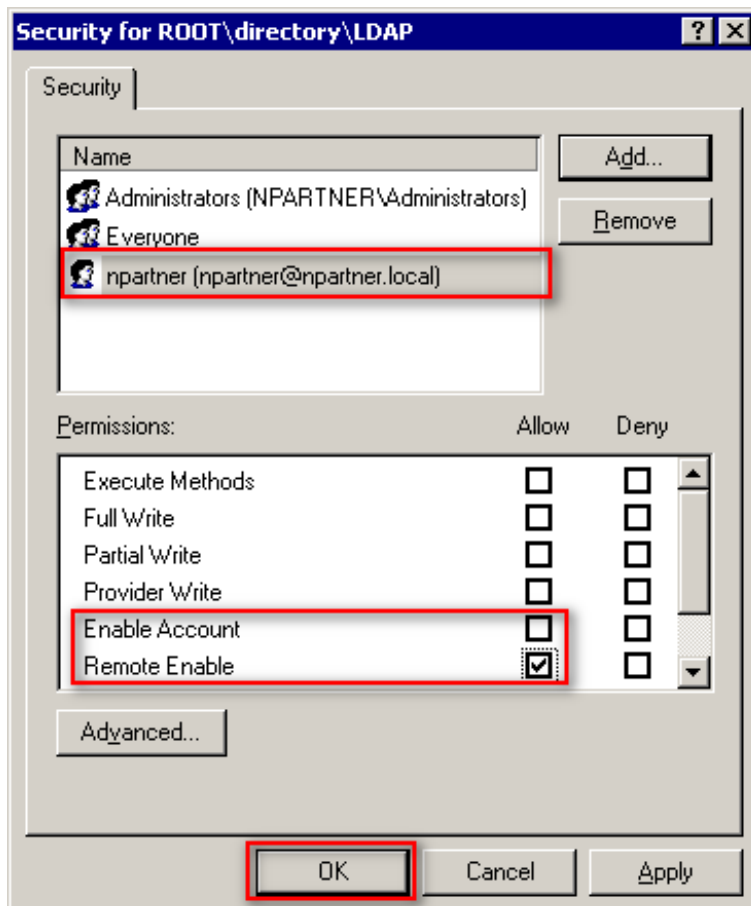 Security for ROOT\directory\LDAP
Security
Name
Add...
Administrators (NPARTNER\Administrators)
Remove
Everyone
npartner (npartner@npartner.local)
Permissions: Allow Deny
Execute Methods
Full Write
Partial Write
Provider Write
Enable Account
Remote Enable
Advanced...
OK Cancel Apply